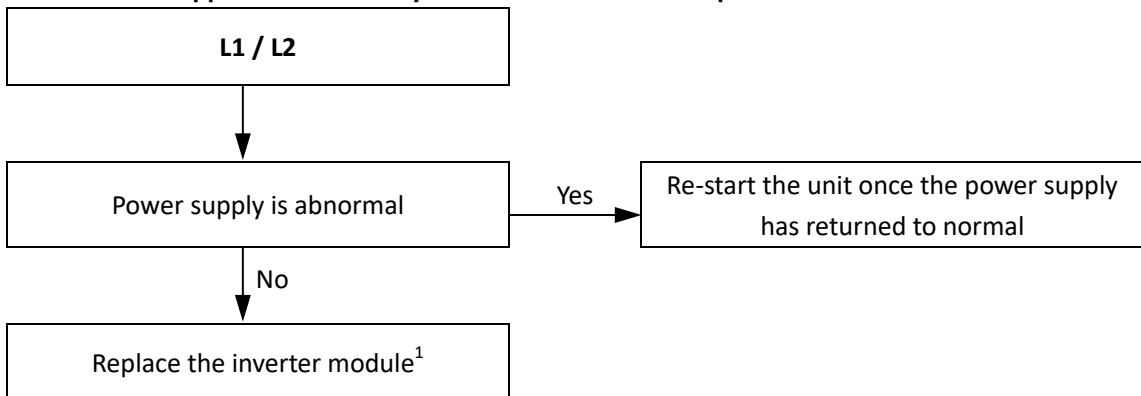 L1 / L2
Power supply is abnormal
Yes
Re-start the unit once the power supply
has returned to normal
No
Replace the inverter module1